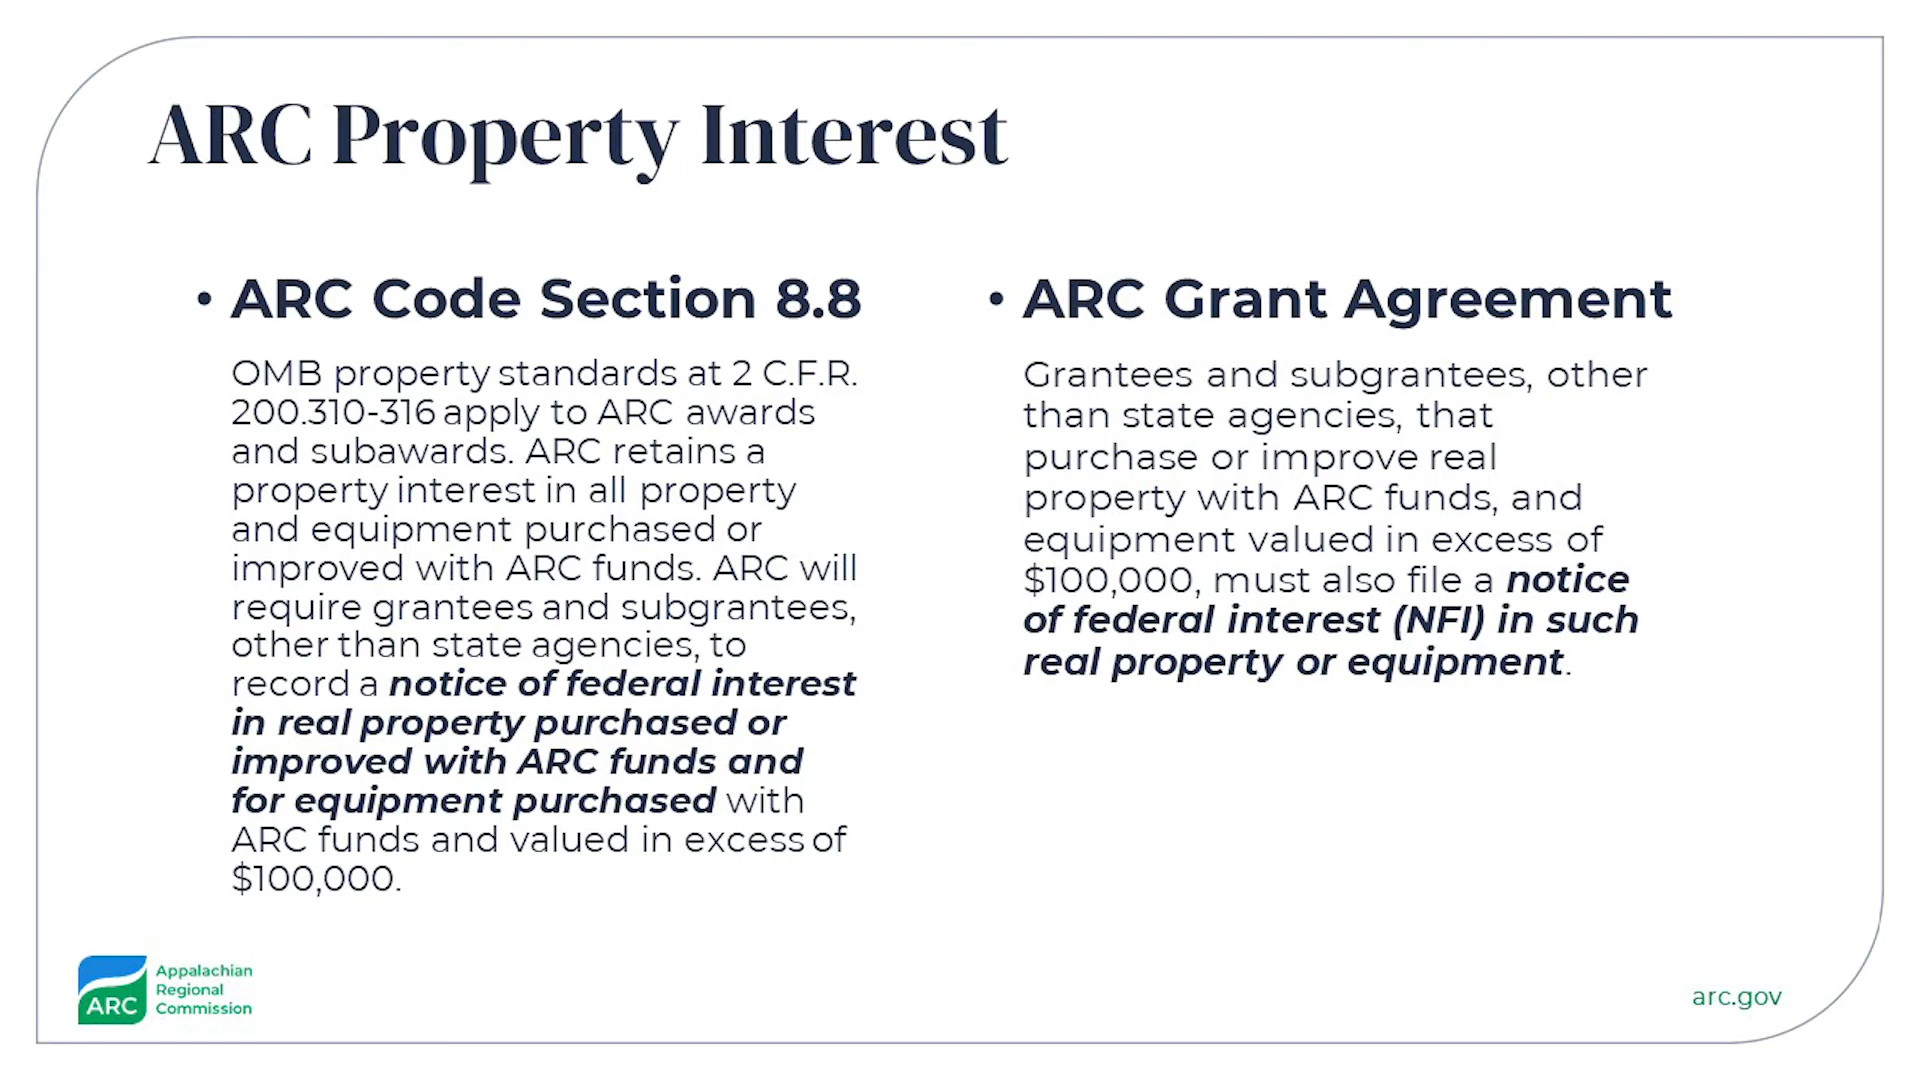 ARC Property Interest
• ARC Code Section 8.8
OMB property standards at 2 C.F.R.
200.310-316 apply to ARC awards
and subawards. ARC retains a
property interest in all property
and equipment purchased or
improved with ARC funds. ARC will
require grantees and subgrantees,
other than state agencies, to
record a notice of federal interest
in real property purchased or
improved with ARC funds and
for equipment purchased with
ARC funds and valued in excess of
$100,000.
• ARC Grant Agreement
Grantees and subgrantees, other
than state agencies, that
purchase or improve real
property with ARC funds, and
equipment valued in excess of
$100,000, must also file a notice
of federal interest (NFI) in such
real property or equipment.
ARC
Appalachian
Regional
Commission
arc.gov